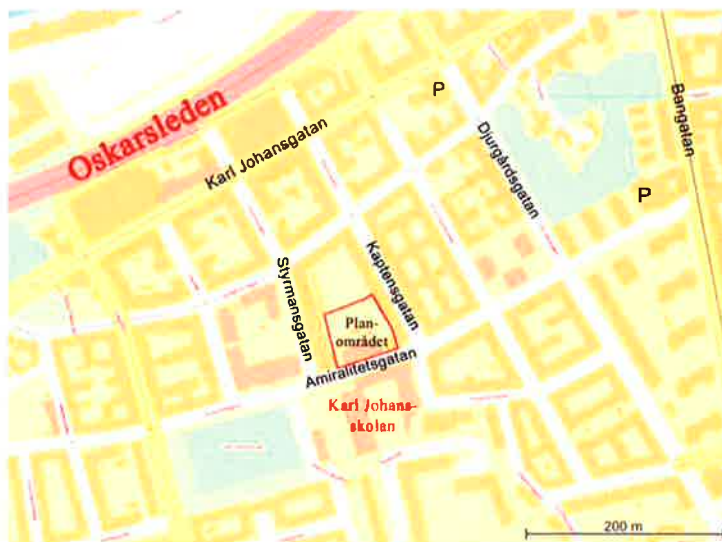 Oskarsleden
Karl Johansgatan
P
Djurgårdsgatan
Bangatan
P
Styrmansgatan
Kaptensgatan
Plan-
området
Amiralitetsgatan
Karl Johans-
skolan
200 m